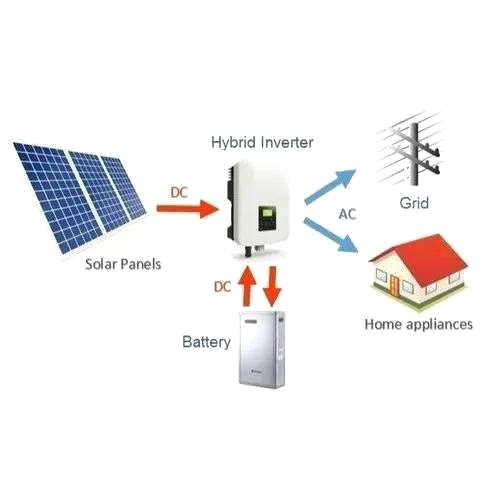 Hybrid Inverter
DC
Solar Panels
AC
Grid
DC
Battery
Home appliances